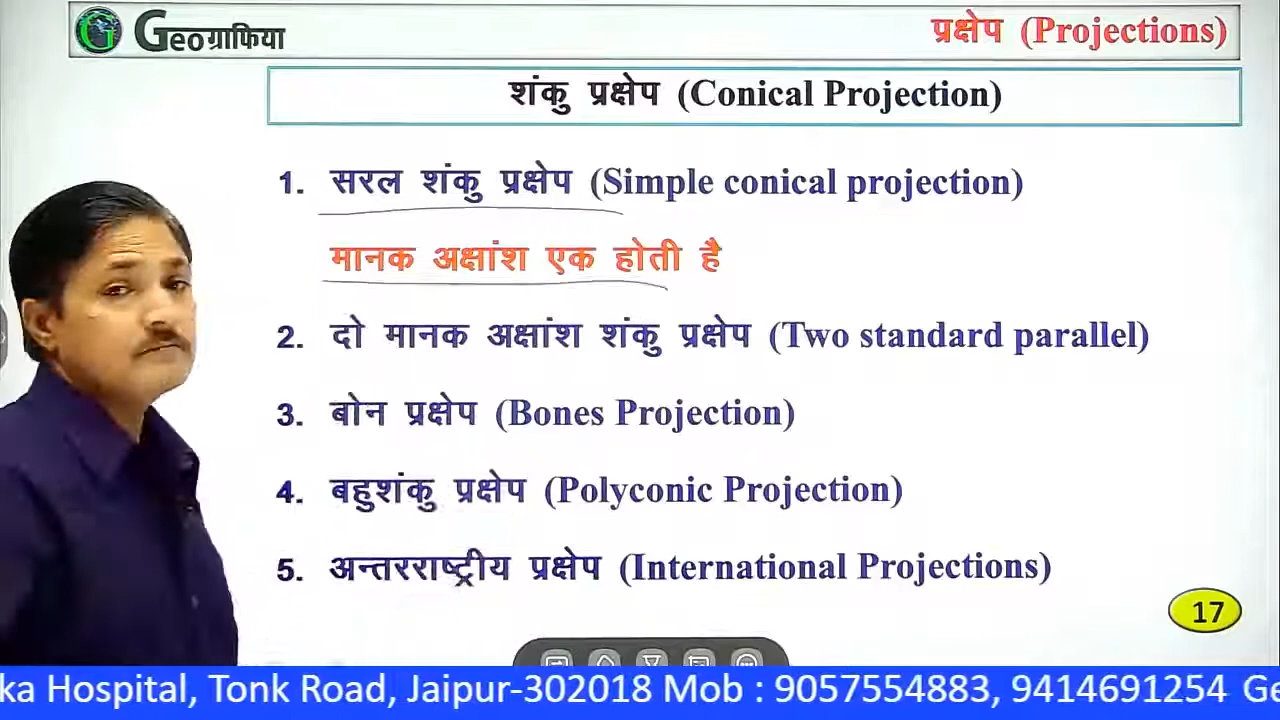 Geoग्राफिया
प्रक्षेप (Projections)
शंकु प्रक्षेप (Conical Projection)
1. सरल शंकु प्रक्षेप (Simple conical projection)
मानक अक्षांश एक होती है
2. दो मानक अक्षांश शंकु प्रक्षेप (Two standard parallel)
3. बोन प्रक्षेप (Bones Projection)
4. बहुशंकु प्रक्षेप (Polyconic Projection)
5. अन्तरराष्ट्रीय प्रक्षेप (International Projections)
17
ka Hospital, Tonk Road, Jaipur-302018 Mob : 9057554883, 9414691254 Ge